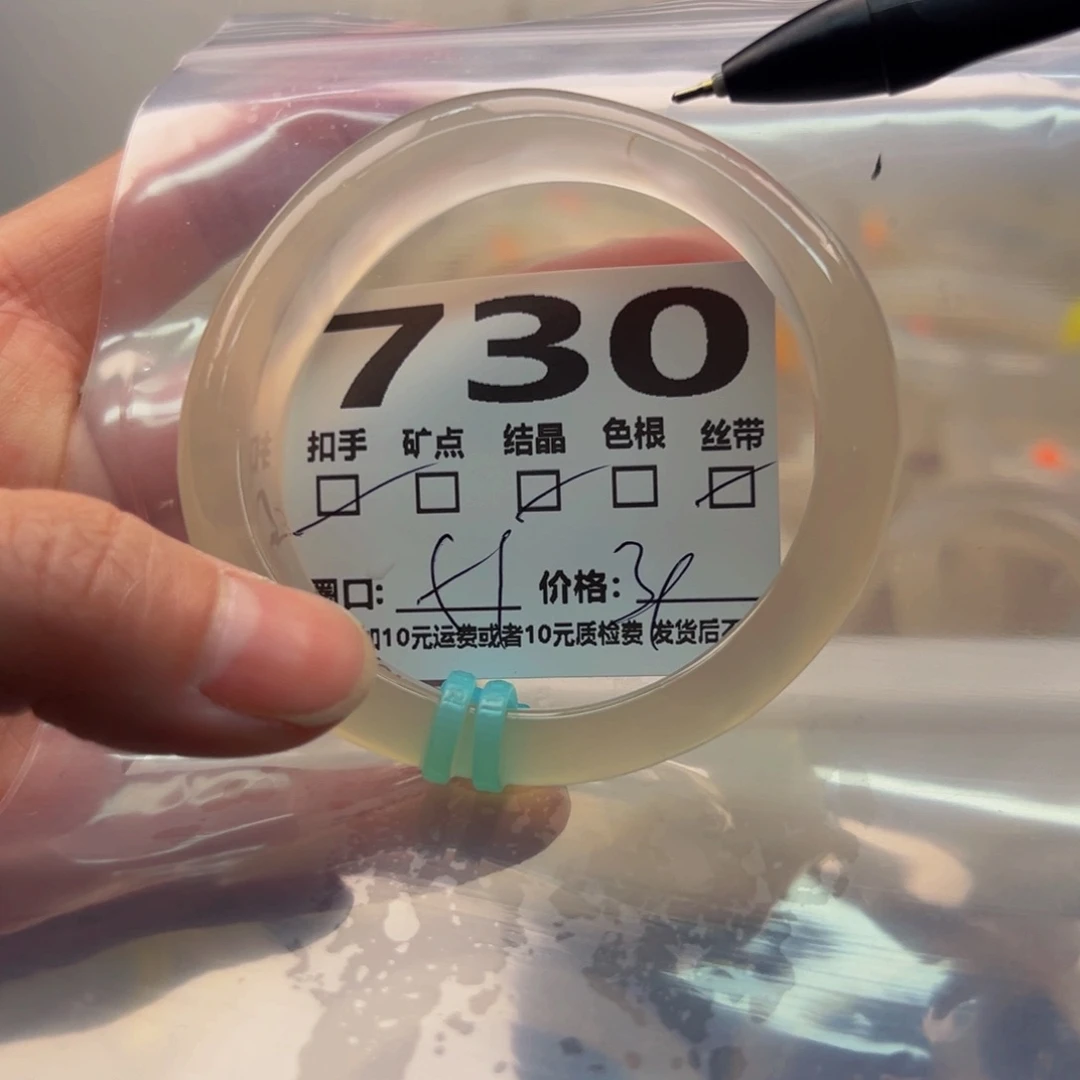 730
扣手 矿点 结晶 色根 丝带
圈口: 价格:
扣10元运费或者10元质检费 发货后不